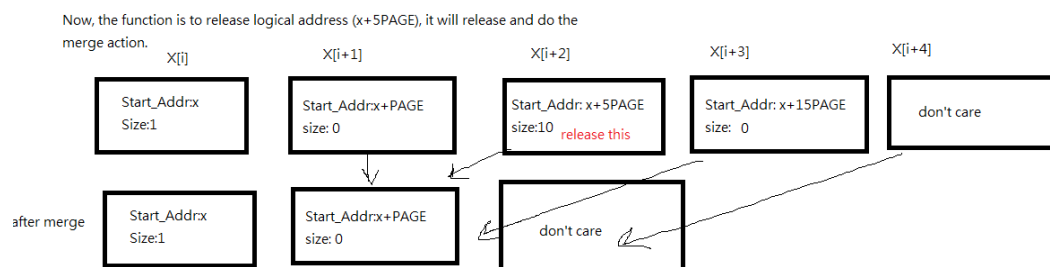 Now, the function is to release logical address (x+5PAGE), it will release and do the
merge action.
X[i]
X[i+1]
X[i+2]
X[i+3]
X[i+4]
Start_Addr:x
Size:1
Start_Addr:x+PAGE
size: 0
Start_Addr: x+5PAGE
size:10 release this
Start_Addr: x+15PAGE
size: 0
don't care
after merge
Start_Addr:x
Size:1
Start_Addr:x+PAGE
size: 0
don't care